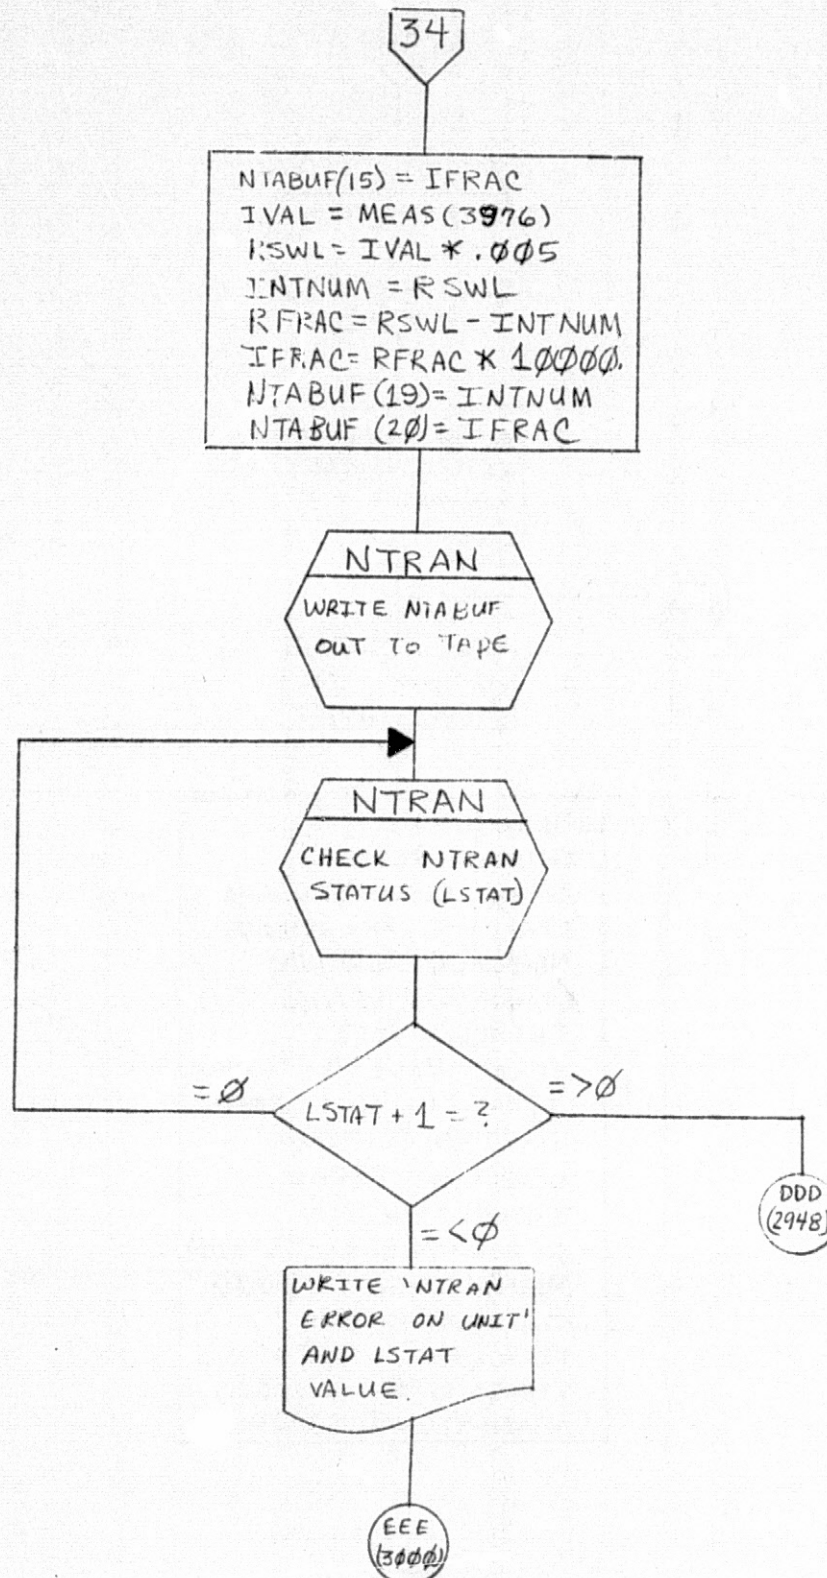 34
NTABUF(15) = IFRAC
IVAL = MEAS(3976)
RSWL = IVAL * .ØØ5
INTNUM = RSWL
RFRAC = RSWL - INTNUM
IFRAC = RFRAC * 1ØØØØ.
NTABUF (19) = INTNUM
NTABUF (2Ø) = IFRAC
NTRAN
WRITE NTABUF
OUT TO TAPE
NTRAN
CHECK NTRAN
STATUS (LSTAT)
= Ø
LSTAT + 1 = ?
= >Ø
DDD
(2948)
= <Ø
WRITE 'NTRAN
ERROR ON UNIT'
AND LSTAT
VALUE.
EEE
(3ØØØ)